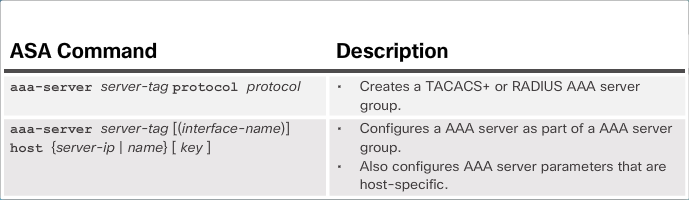 ASA Command Description
aaa-server server-tag protocol protocol
▪ Creates a TACACS+ or RADIUS AAA server
group.
aaa-server server-tag [(interface-name)]
host {server-ip | name} [ key ]
▪ Configures a AAA server as part of a AAA server
group.
▪ Also configures AAA server parameters that are
host-specific.